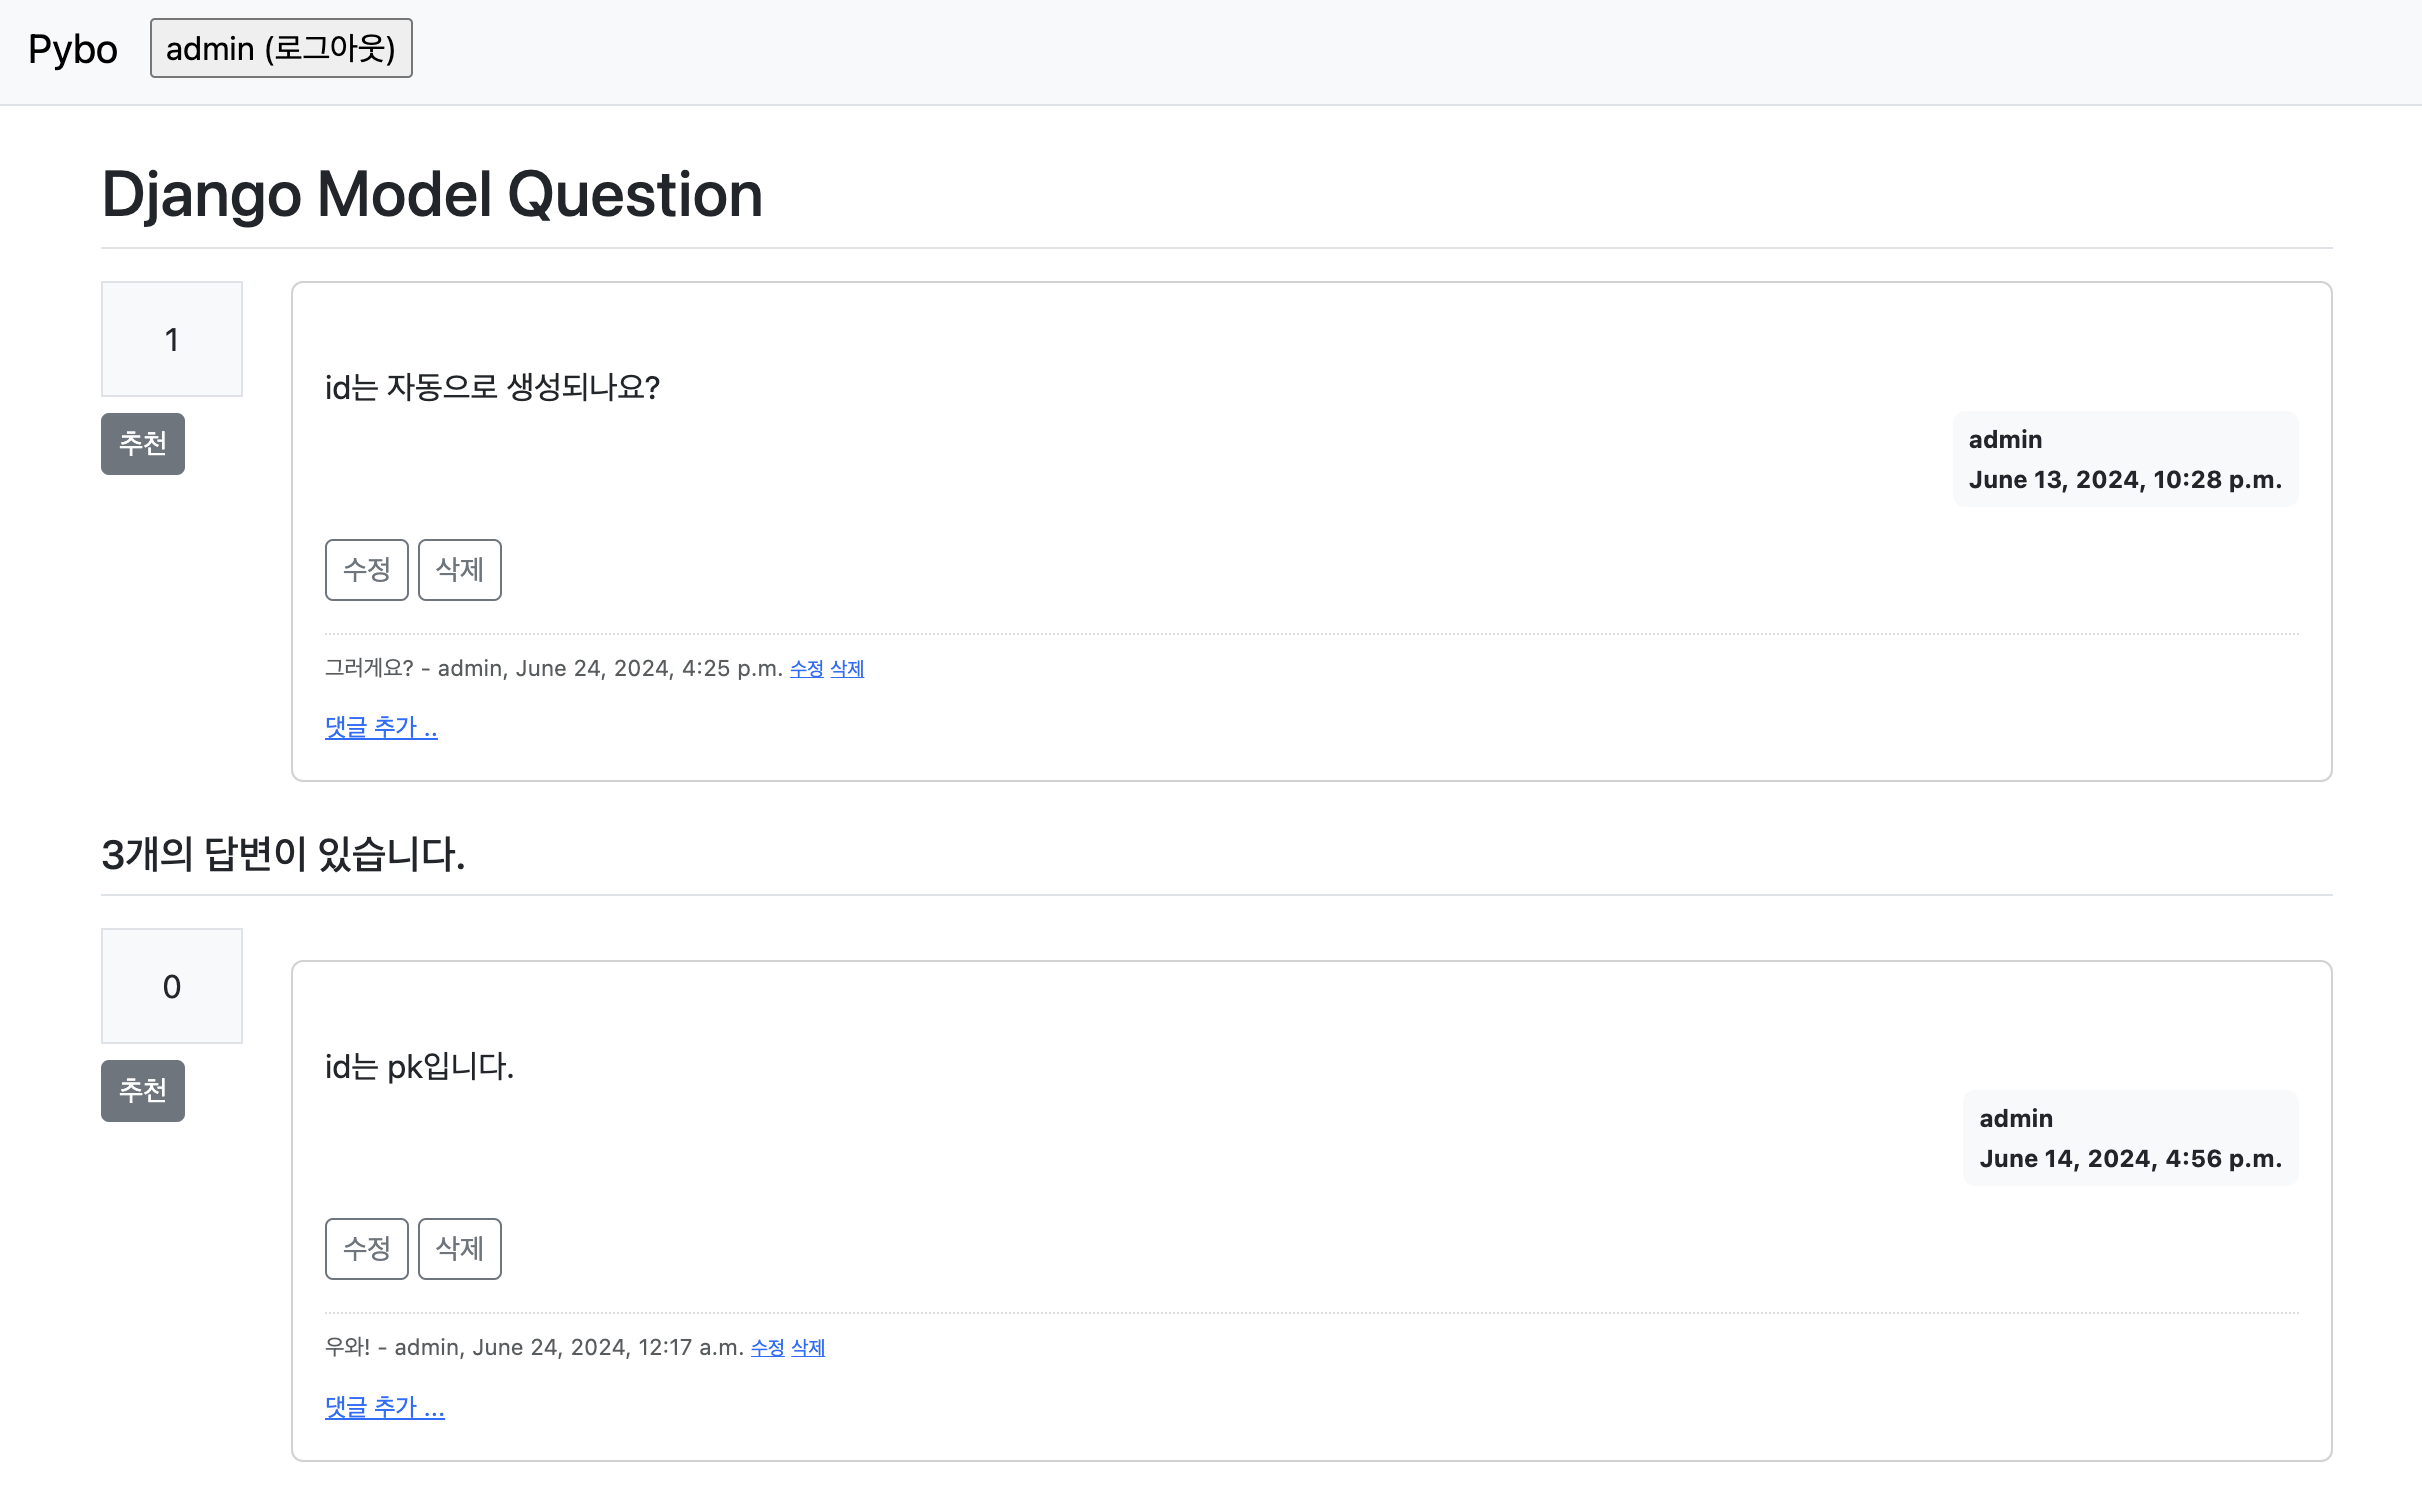 Pybo admin (로그아웃)
Django Model Question
1
추천
id는 자동으로 생성되나요?
admin
June 13, 2024, 10:28 p.m.
수정 삭제
그러게요? - admin, June 24, 2024, 4:25 p.m. 수정 삭제
댓글 추가 ..
3개의 답변이 있습니다.
0
추천
id는 pk입니다.
admin
June 14, 2024, 4:56 p.m.
수정 삭제
우와! - admin, June 24, 2024, 12:17 a.m. 수정 삭제
댓글 추가 ...